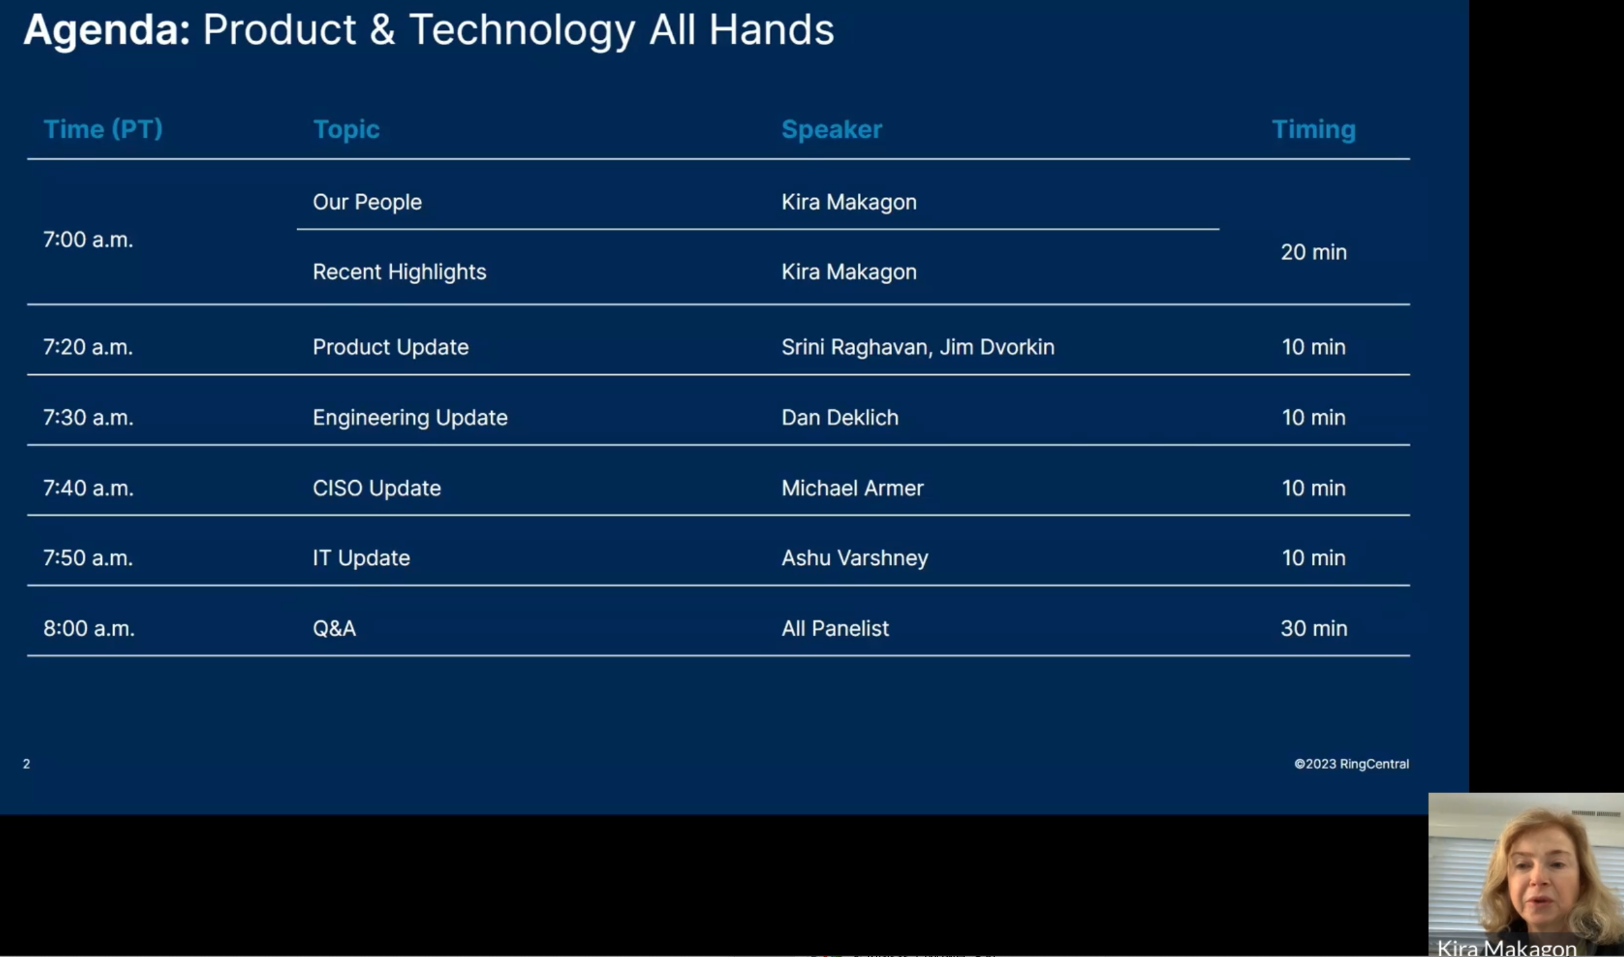 Agenda: Product & Technology All Hands
Time (PT) Topic Speaker Timing
7:00 a.m. Our People Kira Makagon 20 min
Recent Highlights Kira Makagon
7:20 a.m. Product Update Srini Raghavan, Jim Dvorkin 10 min
7:30 a.m. Engineering Update Dan Deklich 10 min
7:40 a.m. CISO Update Michael Armer 10 min
7:50 a.m. IT Update Ashu Varshney 10 min
8:00 a.m. Q&A All Panelist 30 min
2 ©2023 RingCentral
Kira Makagon